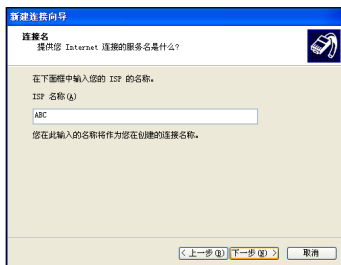 新建连接向导
连接名
提供您 Internet 连接的服务名是什么?
在下面框中输入您的 ISP 的名称。
ISP 名称(A)
ABC
您在此输入的名称将作为您在创建的连接名称。
< 上一步(B) 下一步(N) > 取消